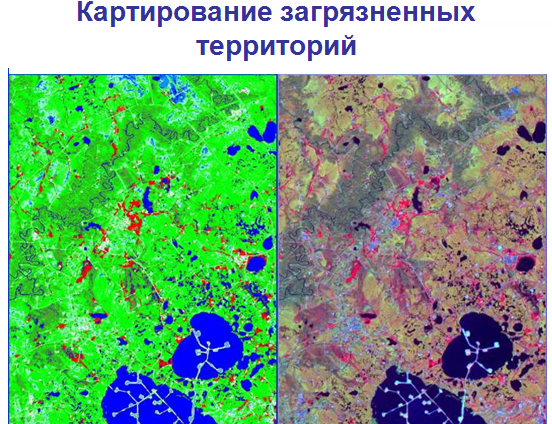 Картирование загрязненных
территорий